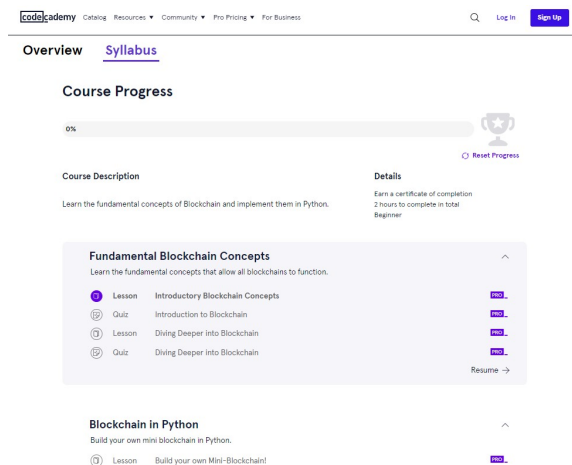 codecademy Catalog Resources ▼ Community ▼ Pro Pricing ▼ For Business Log In Sign Up
Overview Syllabus
Course Progress
0%
Reset Progress
Course Description Details
Earn a certificate of completion
Learn the fundamental concepts of Blockchain and implement them in Python. 2 hours to complete in total
Beginner
Fundamental Blockchain Concepts
Learn the fundamental concepts that allow all blockchains to function.
Lesson Introductory Blockchain Concepts PRO
Quiz Introduction to Blockchain PRO
Lesson Diving Deeper into Blockchain PRO
Quiz Diving Deeper into Blockchain PRO
Resume →
Blockchain in Python
Build your own mini blockchain in Python.
Lesson Build your own Mini-Blockchain! PRO